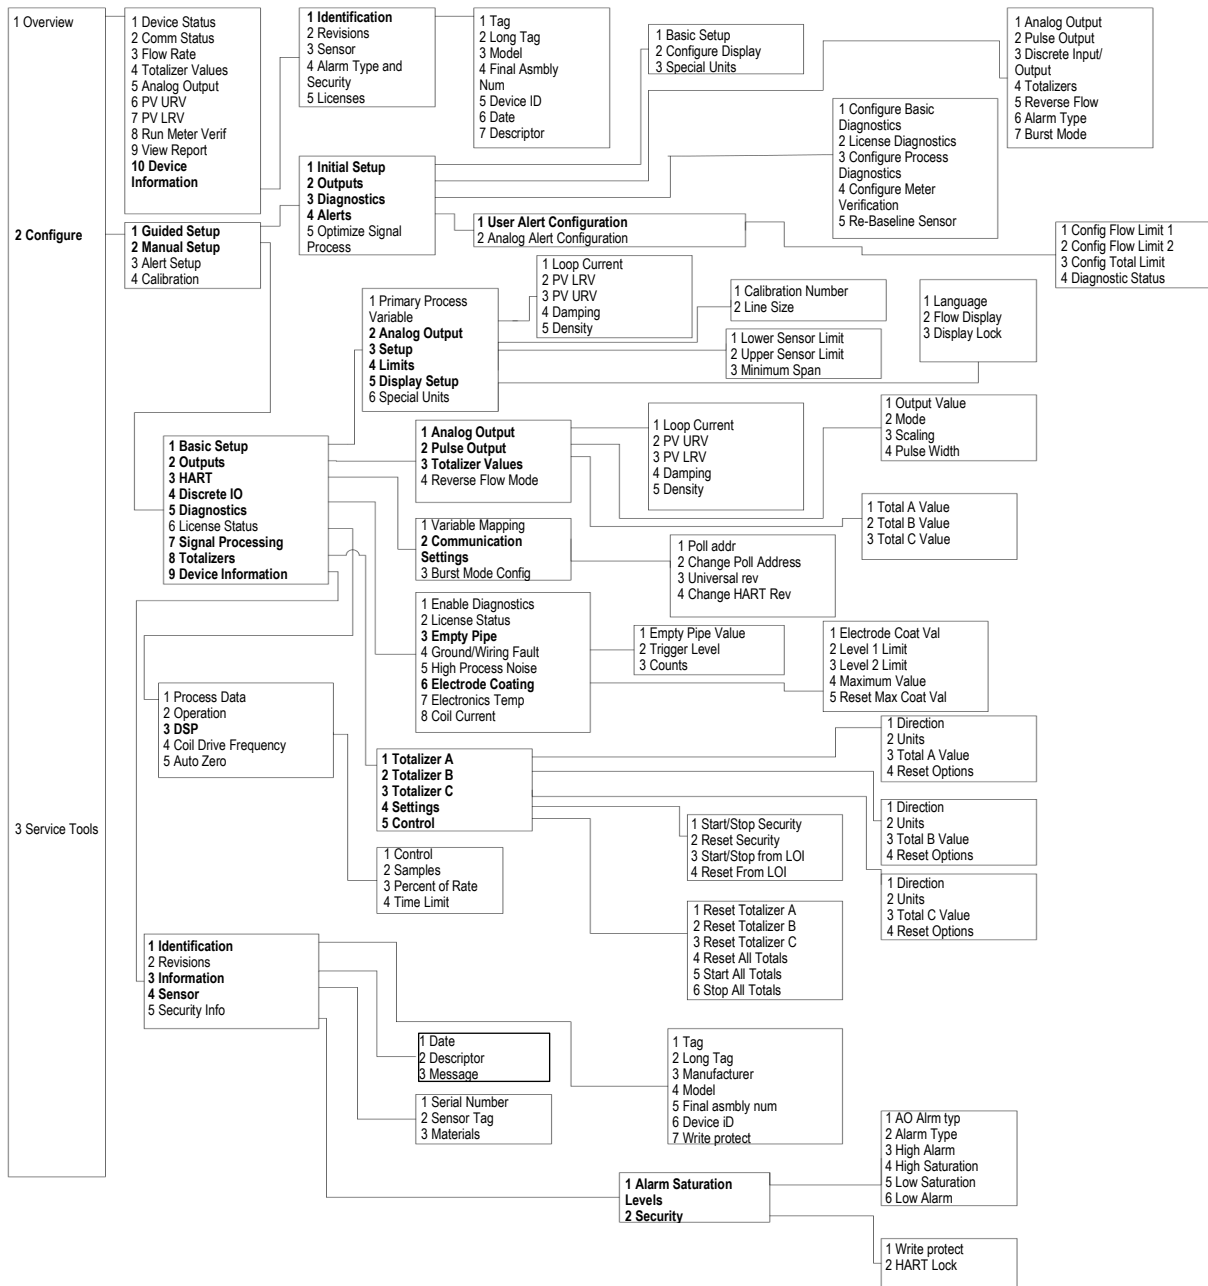 1 Overview
1 Device Status
2 Comm Status
3 Flow Rate
4 Totalizer Values
5 Analog Output
6 PV URV
7 PV LRV
8 Run Meter Verif
9 View Report
10 Device
Information
1 Identification
2 Revisions
3 Sensor
4 Alarm Type and
Security
5 Licenses
1 Tag
2 Long Tag
3 Model
4 Final Asmbly
Num
5 Device ID
6 Date
7 Descriptor
1 Basic Setup
2 Configure Display
3 Special Units
1 Analog Output
2 Pulse Output
3 Discrete Input/
Output
4 Totalizers
5 Reverse Flow
6 Alarm Type
7 Burst Mode
1 Configure Basic
Diagnostics
2 License Diagnostics
3 Configure Process
Diagnostics
4 Configure Meter
Verification
5 Re-Baseline Sensor
1 Initial Setup
2 Outputs
3 Diagnostics
4 Alerts
5 Optimize Signal
Process
2 Configure
1 Guided Setup
2 Manual Setup
3 Alert Setup
4 Calibration
1 User Alert Configuration
2 Analog Alert Configuration
1 Config Flow Limit 1
2 Config Flow Limit 2
3 Config Total Limit
4 Diagnostic Status
1 Loop Current
2 PV LRV
3 PV URV
4 Damping
5 Density
1 Calibration Number
2 Line Size
1 Language
2 Flow Display
3 Display Lock
1 Primary Process
Variable
2 Analog Output
3 Setup
4 Limits
5 Display Setup
6 Special Units
1 Lower Sensor Limit
2 Upper Sensor Limit
3 Minimum Span
1 Output Value
2 Mode
3 Scaling
4 Pulse Width
1 Basic Setup
2 Outputs
3 HART
4 Discrete IO
5 Diagnostics
6 License Status
7 Signal Processing
8 Totalizers
9 Device Information
1 Analog Output
2 Pulse Output
3 Totalizer Values
4 Reverse Flow Mode
1 Loop Current
2 PV URV
3 PV LRV
4 Damping
5 Density
1 Total A Value
2 Total B Value
3 Total C Value
1 Variable Mapping
2 Communication
Settings
3 Burst Mode Config
1 Poll addr
2 Change Poll Address
3 Universal rev
4 Change HART Rev
1 Enable Diagnostics
2 License Status
3 Empty Pipe
4 Ground/Wiring Fault
5 High Process Noise
6 Electrode Coating
7 Electronics Temp
8 Coil Current
1 Empty Pipe Value
2 Trigger Level
3 Counts
1 Electrode Coat Val
2 Level 1 Limit
3 Level 2 Limit
4 Maximum Value
5 Reset Max Coat Val
1 Process Data
2 Operation
3 DSP
4 Coil Drive Frequency
5 Auto Zero
1 Totalizer A
2 Totalizer B
3 Totalizer C
4 Settings
5 Control
1 Direction
2 Units
3 Total A Value
4 Reset Options
1 Direction
2 Units
3 Total B Value
4 Reset Options
1 Direction
2 Units
3 Total C Value
4 Reset Options
3 Service Tools
1 Start/Stop Security
2 Reset Security
3 Start/Stop from LOI
4 Reset From LOI
1 Control
2 Samples
3 Percent of Rate
4 Time Limit
1 Reset Totalizer A
2 Reset Totalizer B
3 Reset Totalizer C
4 Reset All Totals
5 Start All Totals
6 Stop All Totals
1 Identification
2 Revisions
3 Information
4 Sensor
5 Security Info
1 Date
2 Descriptor
3 Message
1 Serial Number
2 Sensor Tag
3 Materials
1 Tag
2 Long Tag
3 Manufacturer
4 Model
5 Final asmbly num
6 Device iD
7 Write protect
1 Alarm Saturation
Levels
2 Security
1 AO Alrm typ
2 Alarm Type
3 High Alarm
4 High Saturation
5 Low Saturation
6 Low Alarm
1 Write protect
2 HART Lock